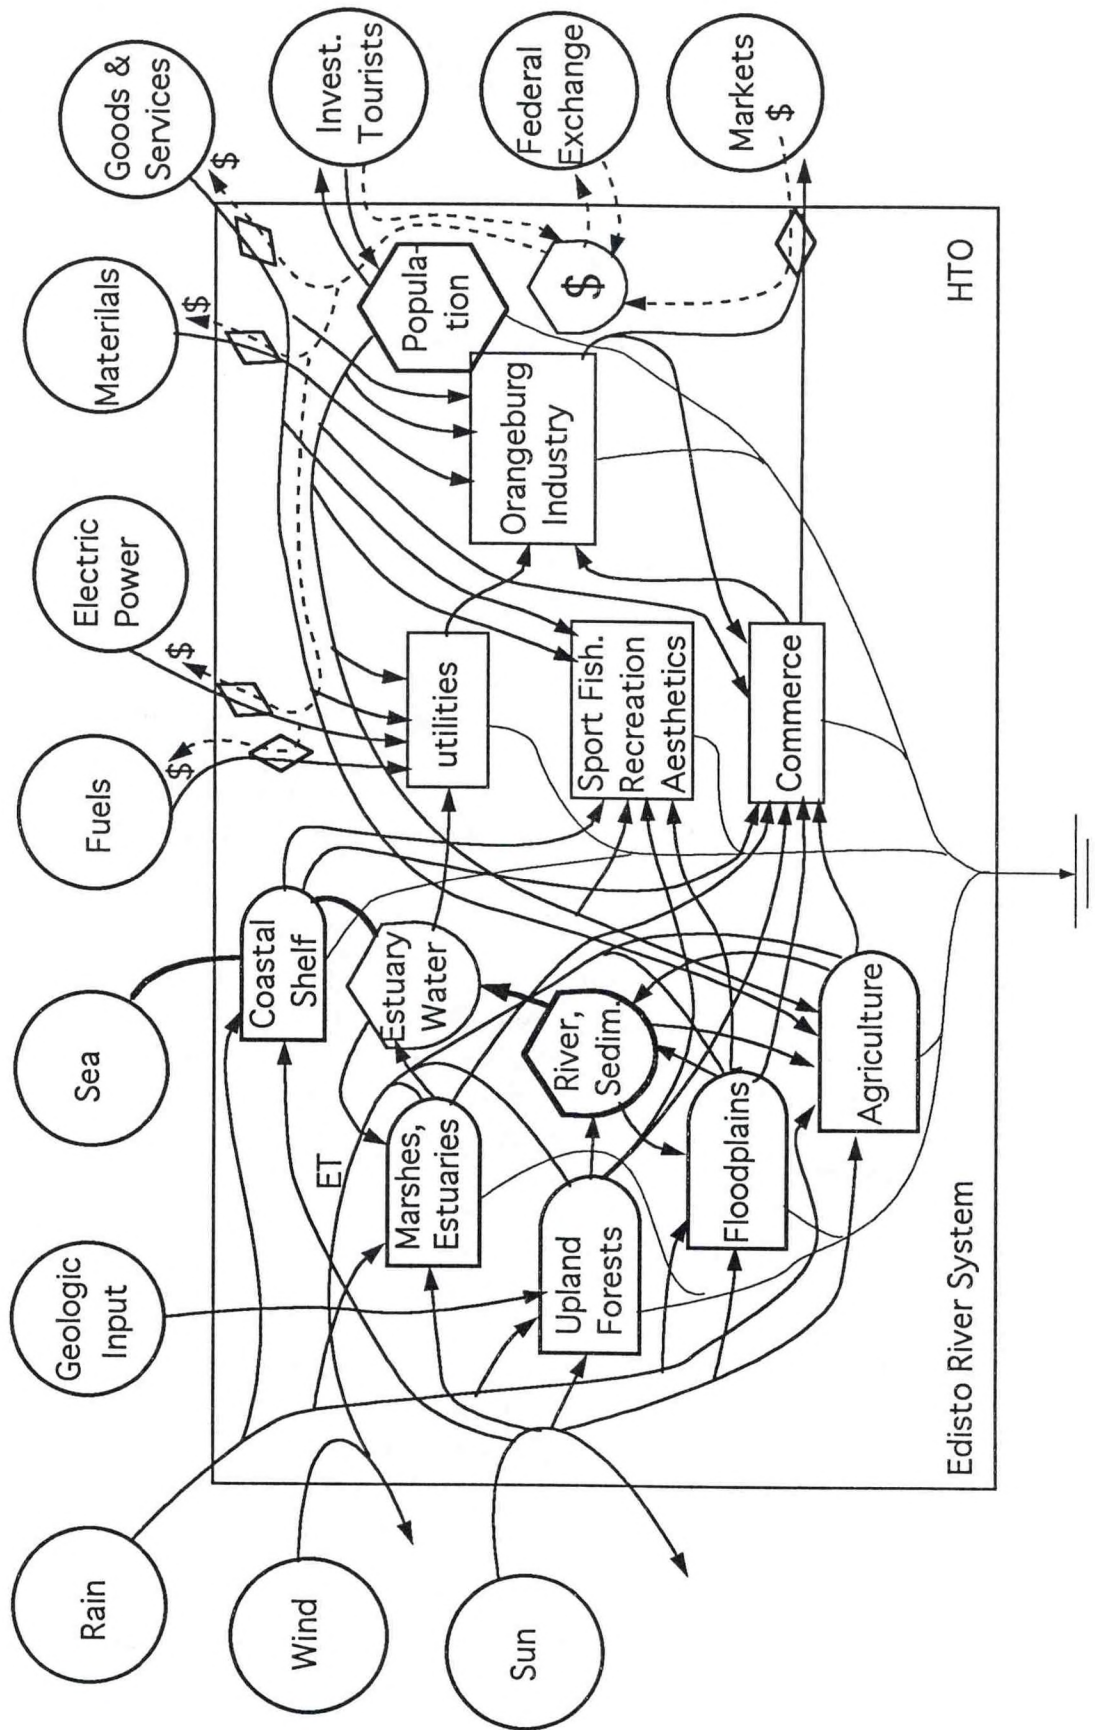 Sun
Wind
Rain
Geologic
Input
Sea
Fuels
Electric
Power
Materilals
Goods &
Services
Invest.
Tourists
Federal
Exchange
Markets
$
$
$
$
$
ET
Coastal
Shelf
Marshes,
Estuaries
Estuary
Water
Upland
Forests
River,
Sedim.
Floodplains
Agriculture
utilities
Sport Fish.
Recreation
Aesthetics
Commerce
Orangeburg
Industry
Popula-
tion
$
Edisto River System
HTO